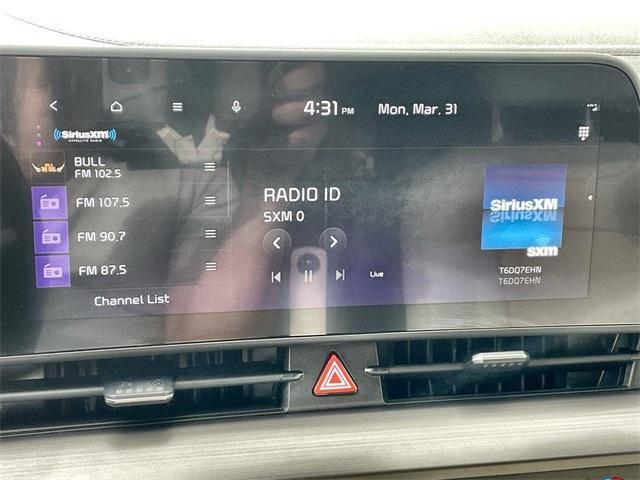 4:31 PM Mon, Mar. 31
SiriusXM
SATELLITE RADIO
BULL
FM 102.5
FM 107.5
FM 90.7
FM 87.5
Channel List
RADIO ID
SXM 0
Live
SiriusXM
sxm
T6DQ7EHN
T6DQ7EHN